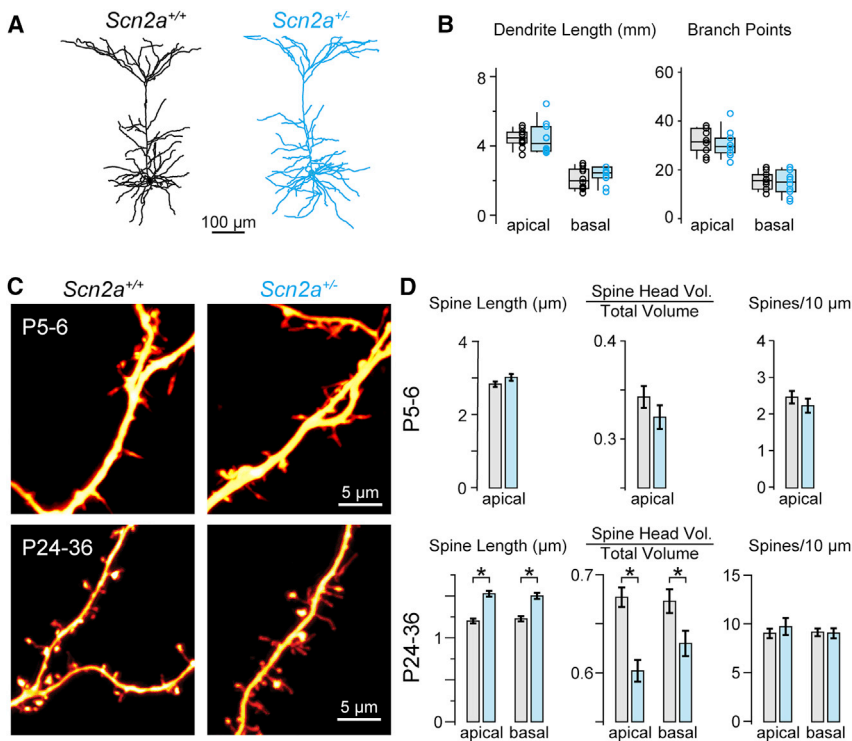 A
Scn2a+/+
Scn2a+/-
100 µm
B
Dendrite Length (mm)
Branch Points
8
4
0
apical
basal
60
40
20
0
apical
basal
C
Scn2a+/+
Scn2a+/-
P5-6
5 µm
P24-36
5 µm
D
Spine Length (µm)
Spine Head Vol.
Total Volume
Spines/10 µm
P5-6
4
3
2
1
0
apical
0.4
0.3
apical
4
3
2
1
0
apical
Spine Length (µm)
Spine Head Vol.
Total Volume
Spines/10 µm
P24-36
1
0
* *
apical
basal
0.7
0.6
* *
apical
basal
15
10
5
0
apical
basal